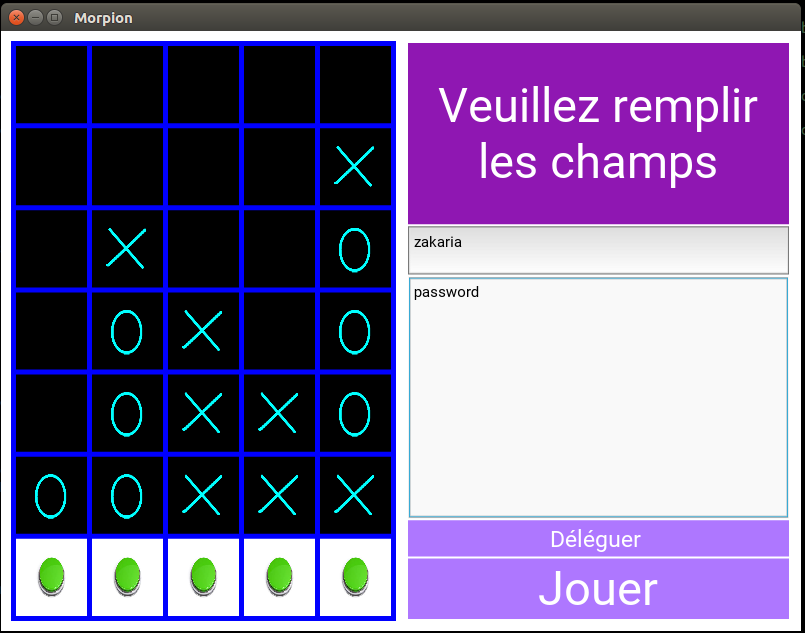 Morpion
Veuillez remplir
les champs
zakaria
password
Déléguer
Jouer